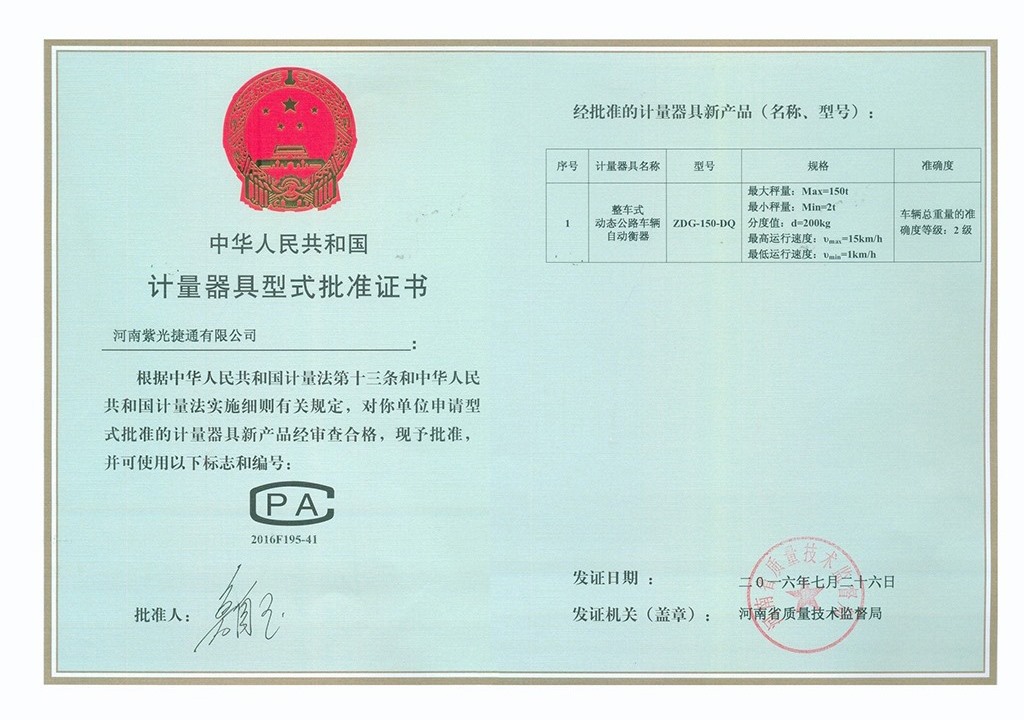 中华人民共和国
计量器具型式批准证书
河南紫光捷通有限公司：
根据中华人民共和国计量法第十三条和中华人民
共和国计量法实施细则有关规定，对你单位申请型
式批准的计量器具新产品经审查合格，现予批准，
并可使用以下标志和编号：
CPA
2016F195-41
批准人：
经批准的计量器具新产品（名称、型号）：
序号 计量器具名称 型号 规格 准确度
1
整车式
动态公路车辆
自动衡器
ZDG-150-DQ
最大秤量：Max=150t
最小秤量：Min=2t
分度值：d=200kg
最高运行速度：υmax=15km/h
最低运行速度：υmin=1km/h
车辆总重量的准
确度等级：2 级
发证日期 ： 二〇一六年七月二十六日
发证机关（盖章）： 河南省质量技术监督局
河南省质量技术监督局